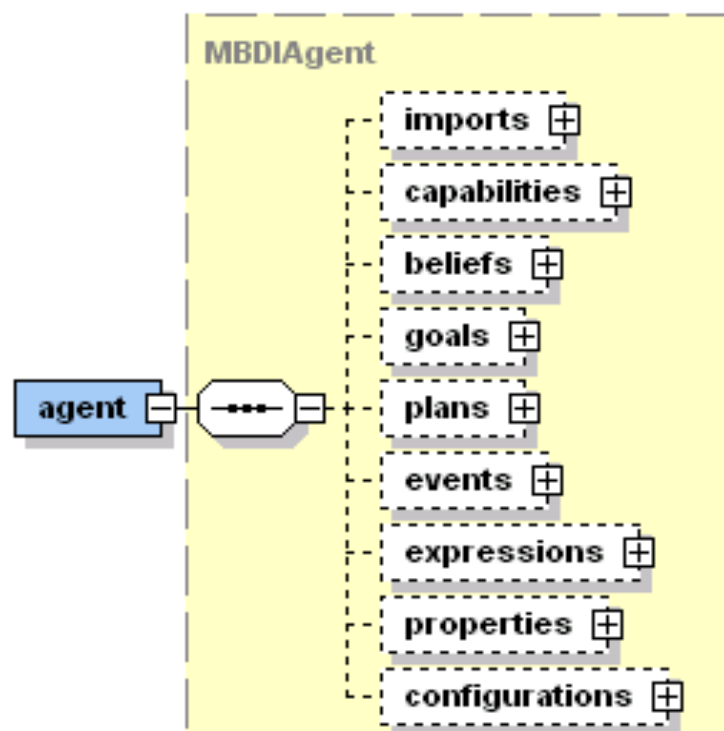 MBDIAgent
imports
capabilities
beliefs
goals
agent
plans
events
expressions
properties
configurations